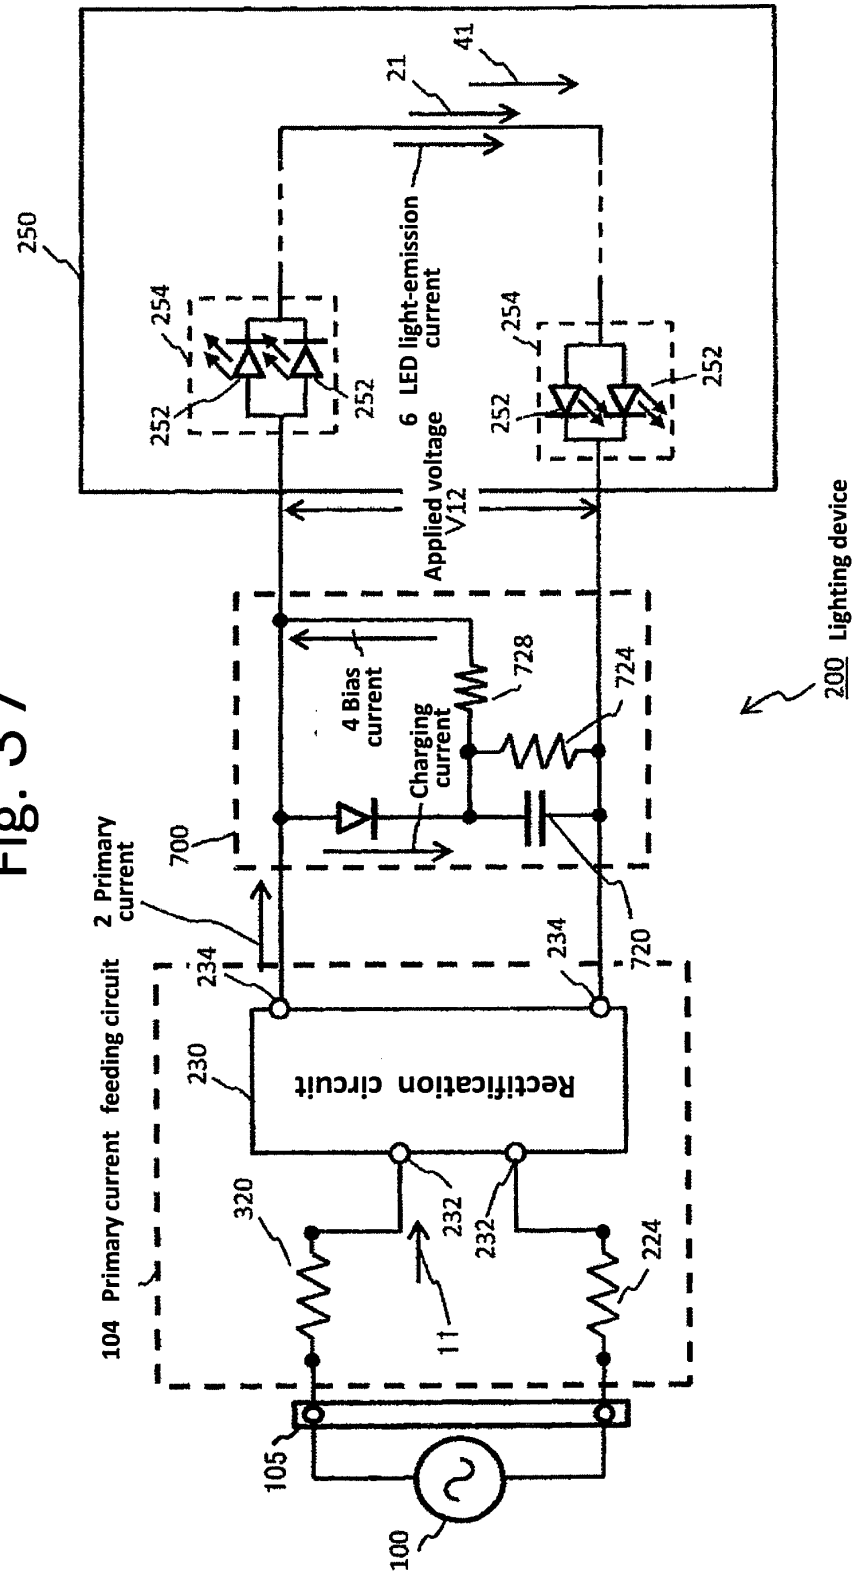 Fig. 37
104 Primary current feeding circuit
2 Primary
current
700
250
100
105
320
224
11
232
232
230
Rectification circuit
234
234
Charging
current
4 Bias
current
720
724
728
Applied voltage
V12
6 LED light-emission
current
254
252
252
254
252
252
21
41
200 Lighting device